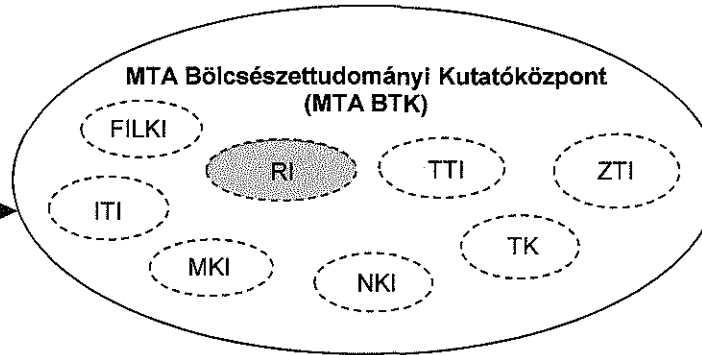 MTA Bölcsészettudományi Kutatóközpont
(MTA BTK)
FILKI
RI
TTI
ZTI
ITI
TK
MKI
NKI